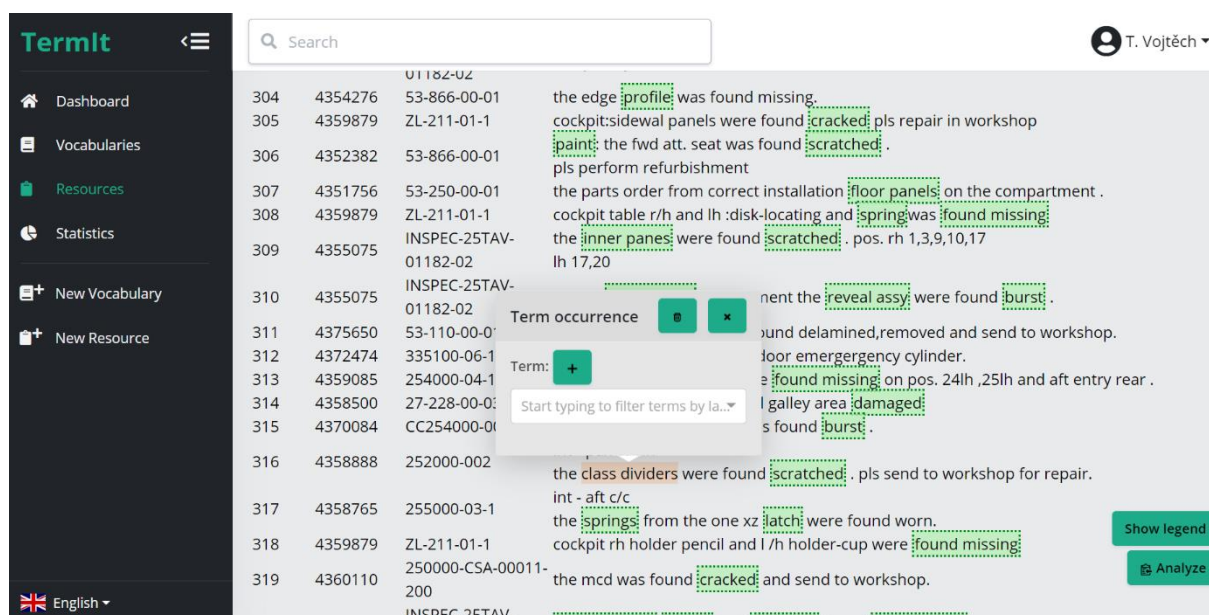 TermIt
Search
T. Vojtěch
Dashboard
Vocabularies
Resources
Statistics
New Vocabulary
New Resource
English
01182-02
304 4354276 53-866-00-01 the edge profile was found missing.
305 4359879 ZL-211-01-1 cockpit:sidewal panels were found cracked pls repair in workshop
306 4352382 53-866-00-01 paint: the fwd att. seat was found scratched .
pls perform refurbishment
307 4351756 53-250-00-01 the parts order from correct installation floor panels on the compartment .
308 4359879 ZL-211-01-1 cockpit table r/h and lh :disk-locating and spring was found missing
309 4355075 INSPEC-25TAV-01182-02 the inner panes were found scratched . pos. rh 1,3,9,10,17
lh 17,20
310 4355075 INSPEC-25TAV-01182-02 the reveal assy were found burst .
311 4375650 53-110-00-0 delamined,removed and send to workshop.
312 4372474 335100-06-1 emergergency cylinder.
313 4359085 254000-04-1 found missing on pos. 24lh ,25lh and aft entry rear .
314 4358500 27-228-00-0 galley area damaged
315 4370084 CC254000-0 found burst .
316 4358888 252000-002
the class dividers were found scratched . pls send to workshop for repair.
317 4358765 255000-03-1 int - aft c/c
the springs from the one xz latch were found worn.
318 4359879 ZL-211-01-1 cockpit rh holder pencil and l /h holder-cup were found missing
319 4360110 250000-CSA-00011-200 the mcd was found cracked and send to workshop.
INSPEC-25TAV-
Term occurrence
Term: +
Start typing to filter terms by la...
Show legend
Analyze